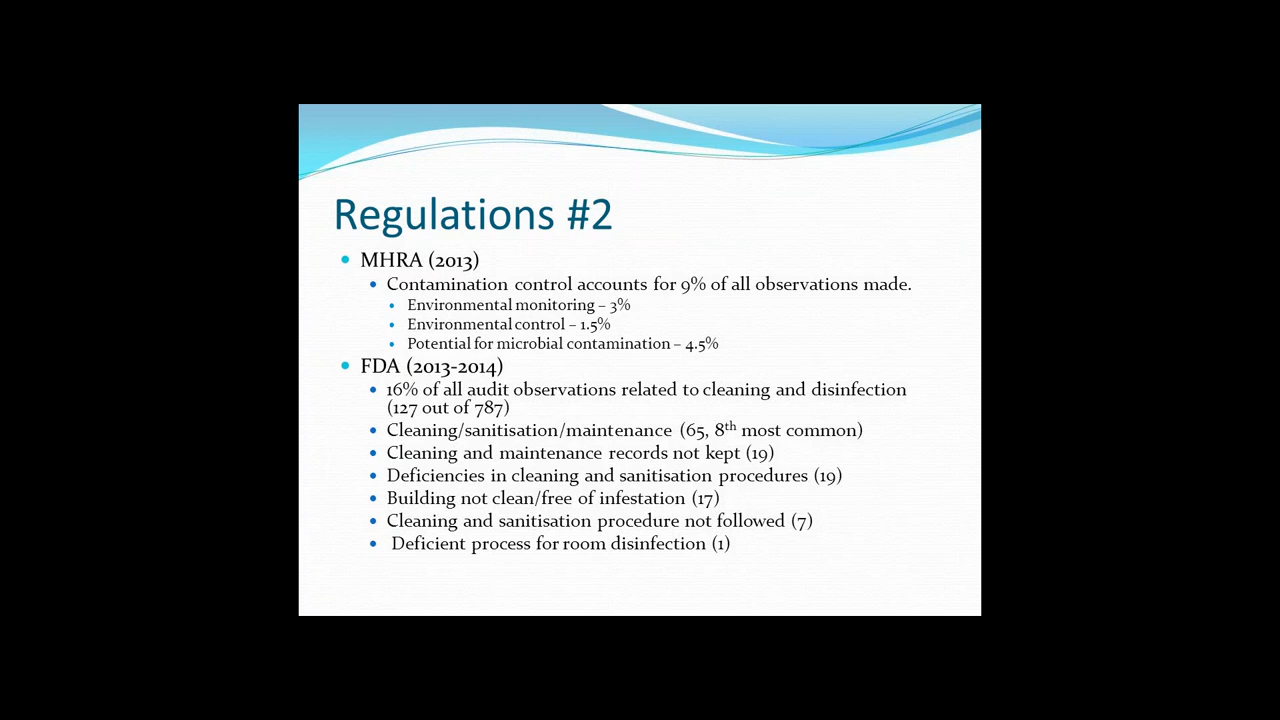 Regulations #2
MHRA (2013)
Contamination control accounts for 9% of all observations made.
Environmental monitoring – 3%
Environmental control – 1.5%
Potential for microbial contamination – 4.5%
FDA (2013-2014)
16% of all audit observations related to cleaning and disinfection
(127 out of 787)
Cleaning/sanitisation/maintenance (65, 8th most common)
Cleaning and maintenance records not kept (19)
Deficiencies in cleaning and sanitisation procedures (19)
Building not clean/free of infestation (17)
Cleaning and sanitisation procedure not followed (7)
Deficient process for room disinfection (1)